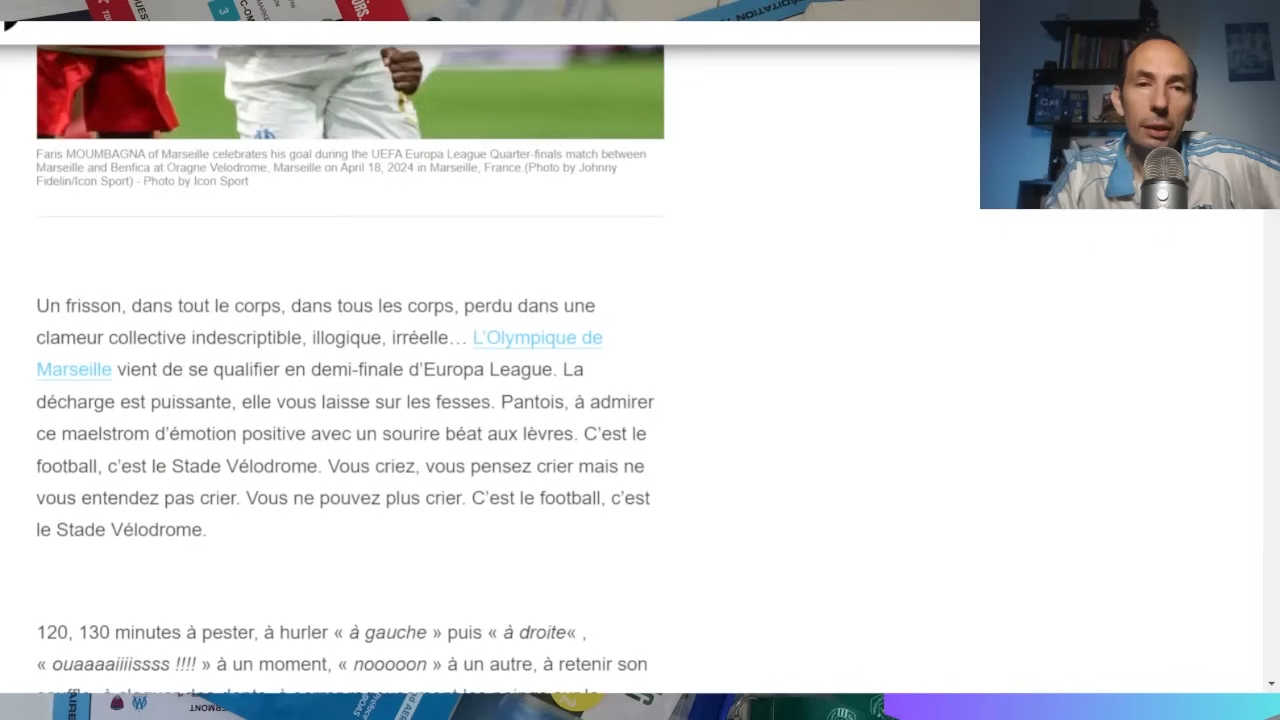 Faris MOUMBAGNA of Marseille celebrates his goal during the UEFA Europa League Quarter-finals match between
Marseille and Benfica at Oragne Velodrome, Marseille on April 18, 2024 in Marseille, France.(Photo by Johnny
Fidelin/Icon Sport) - Photo by Icon Sport
Un frisson, dans tout le corps, dans tous les corps, perdu dans une
clameur collective indescriptible, illogique, irréelle… L’Olympique de
Marseille vient de se qualifier en demi-finale d’Europa League. La
décharge est puissante, elle vous laisse sur les fesses. Pantois, à admirer
ce maelstrom d’émotion positive avec un sourire béat aux lèvres. C’est le
football, c’est le Stade Vélodrome. Vous criez, vous pensez crier mais ne
vous entendez pas crier. Vous ne pouvez plus crier. C’est le football, c’est
le Stade Vélodrome.
120, 130 minutes à pester, à hurler « à gauche » puis « à droite« ,
« ouaaaaiiiissss !!!! » à un moment, « nooooon » à un autre, à retenir son